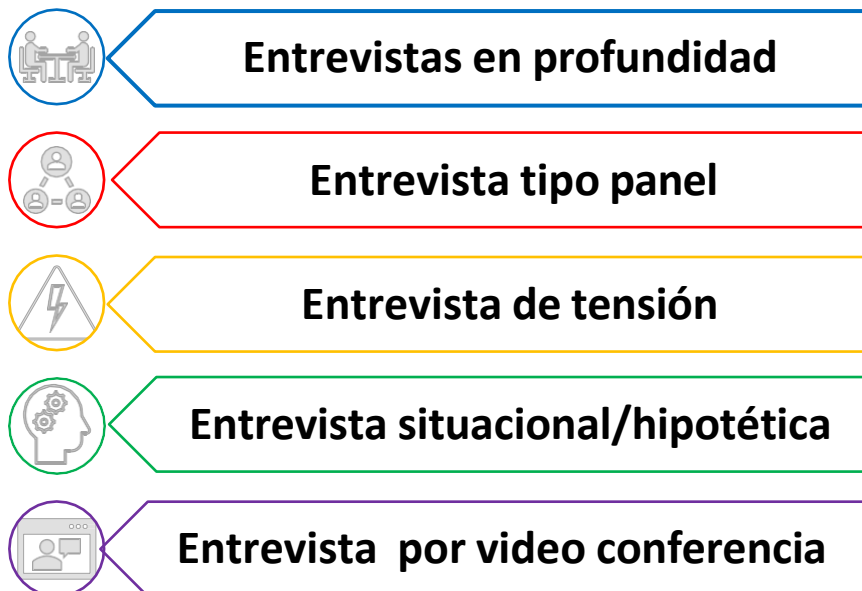 Entrevistas en profundidad
Entrevista tipo panel
Entrevista de tensión
Entrevista situacional/hipotética
Entrevista  por video conferencia